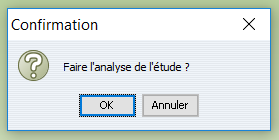 Confirmation
Faire l'analyse de l'étude ?
OK
Annuler